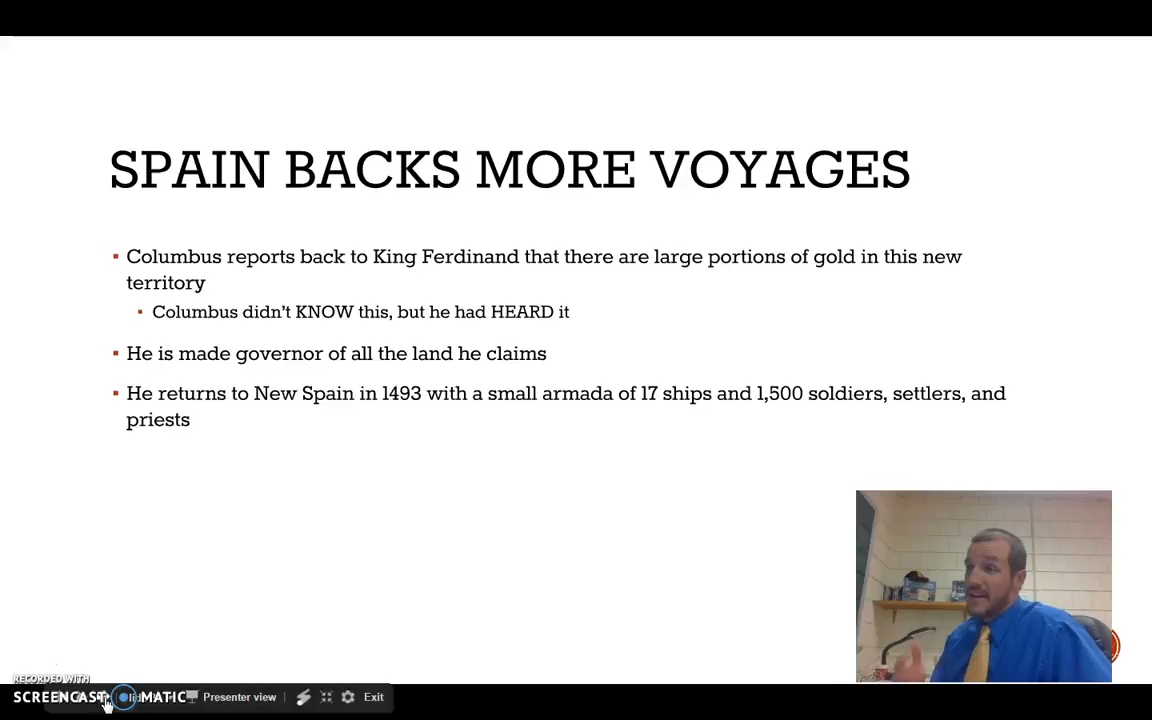 SPAIN BACKS MORE VOYAGES
▪ Columbus reports back to King Ferdinand that there are large portions of gold in this new
territory
▪ Columbus didn't KNOW this, but he had HEARD it
▪ He is made governor of all the land he claims
▪ He returns to New Spain in 1493 with a small armada of 17 ships and 1,500 soldiers, settlers, and
priests
RECORDED WITH
SCREENCAST MATIC
Presenter view
Exit